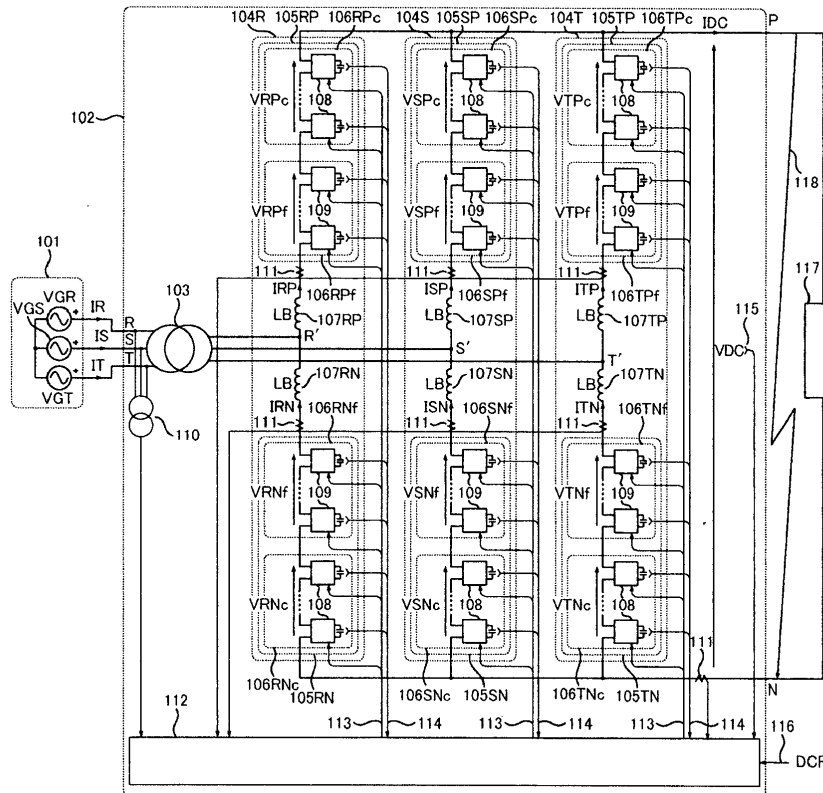 104R 105RP 106RPc 104S 105SP 106SPc 104T 105TP 106TPc IDC P
102
VRPc 108 VSPc 108 VTPc 108
118
VRPf 109 VSPf 109 VTPf 109
101
111 106RPf 111 106SPf 111 106TPf
117
VGR IR 103 IRP ISP ITP
115
VGS IS R LB 107RP LB 107SP LB 107TP
S R' S' VDC
IT T T'
VGT LB 107RN LB 107SN LB 107TN
110 IRN 106RNf ISN 106SNf ITN 106TNf
111 111 111
VRNf 109 VSNf 109 VTNf 109
VRNc 108 VSNc 108 VTNc 108
111
106RNc 105RN 106SNc 105SN 106TNc 105TN N
112 113 114 113 114 113 114
116